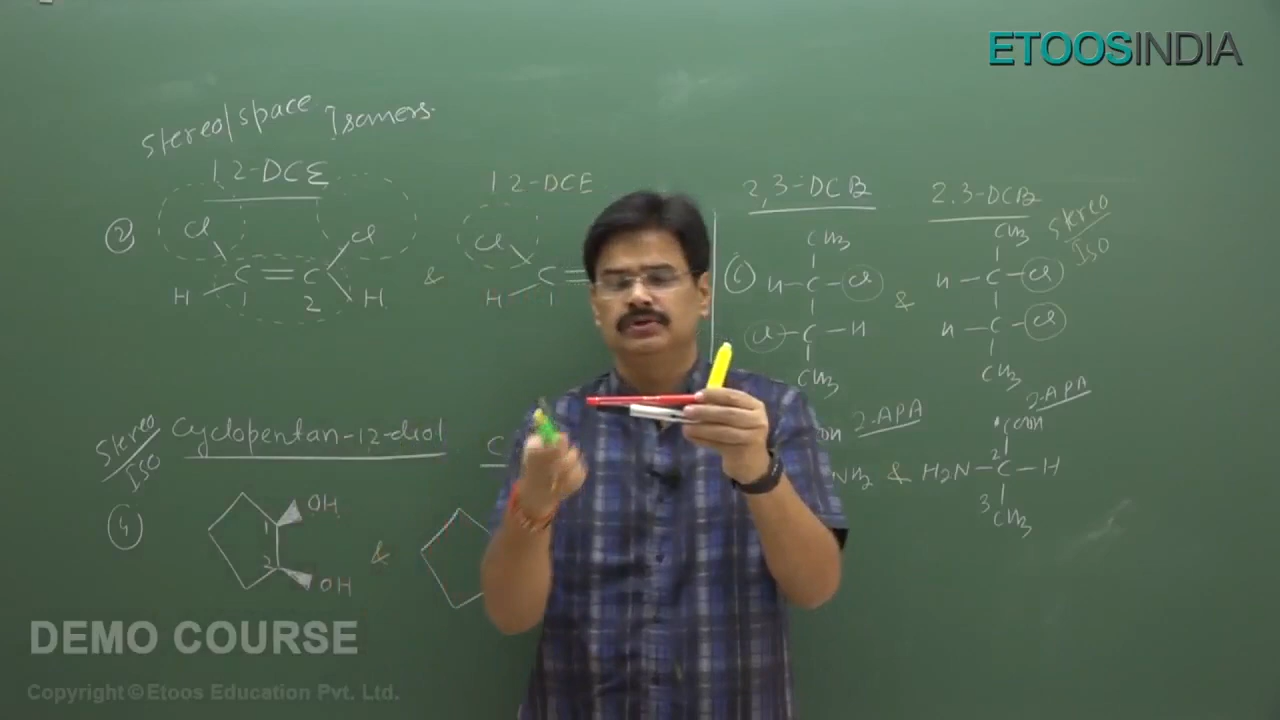 ETOOSINDIA
Stereo/space Isomers.
1 2-DCE
1 2-DCE
2,3-DCB
2.3-DCB
Stereo
Iso
2
Cl
Cl
H
C
C
H
1
2
&
Cl
H
C
1
CH3
H-C-Cl
Cl-C-H
CH3
&
CH3
H-C-Cl
H-C-Cl
CH3
Stereo
Iso
Cyclopentan-1,2-diol
C
4
OH
1
2
OH
&
2-APA
NH2
&
2-APA
COOH
H2N-C-H
2
3
CH3
DEMO COURSE
Copyright©Etoos Education Pvt. Ltd.